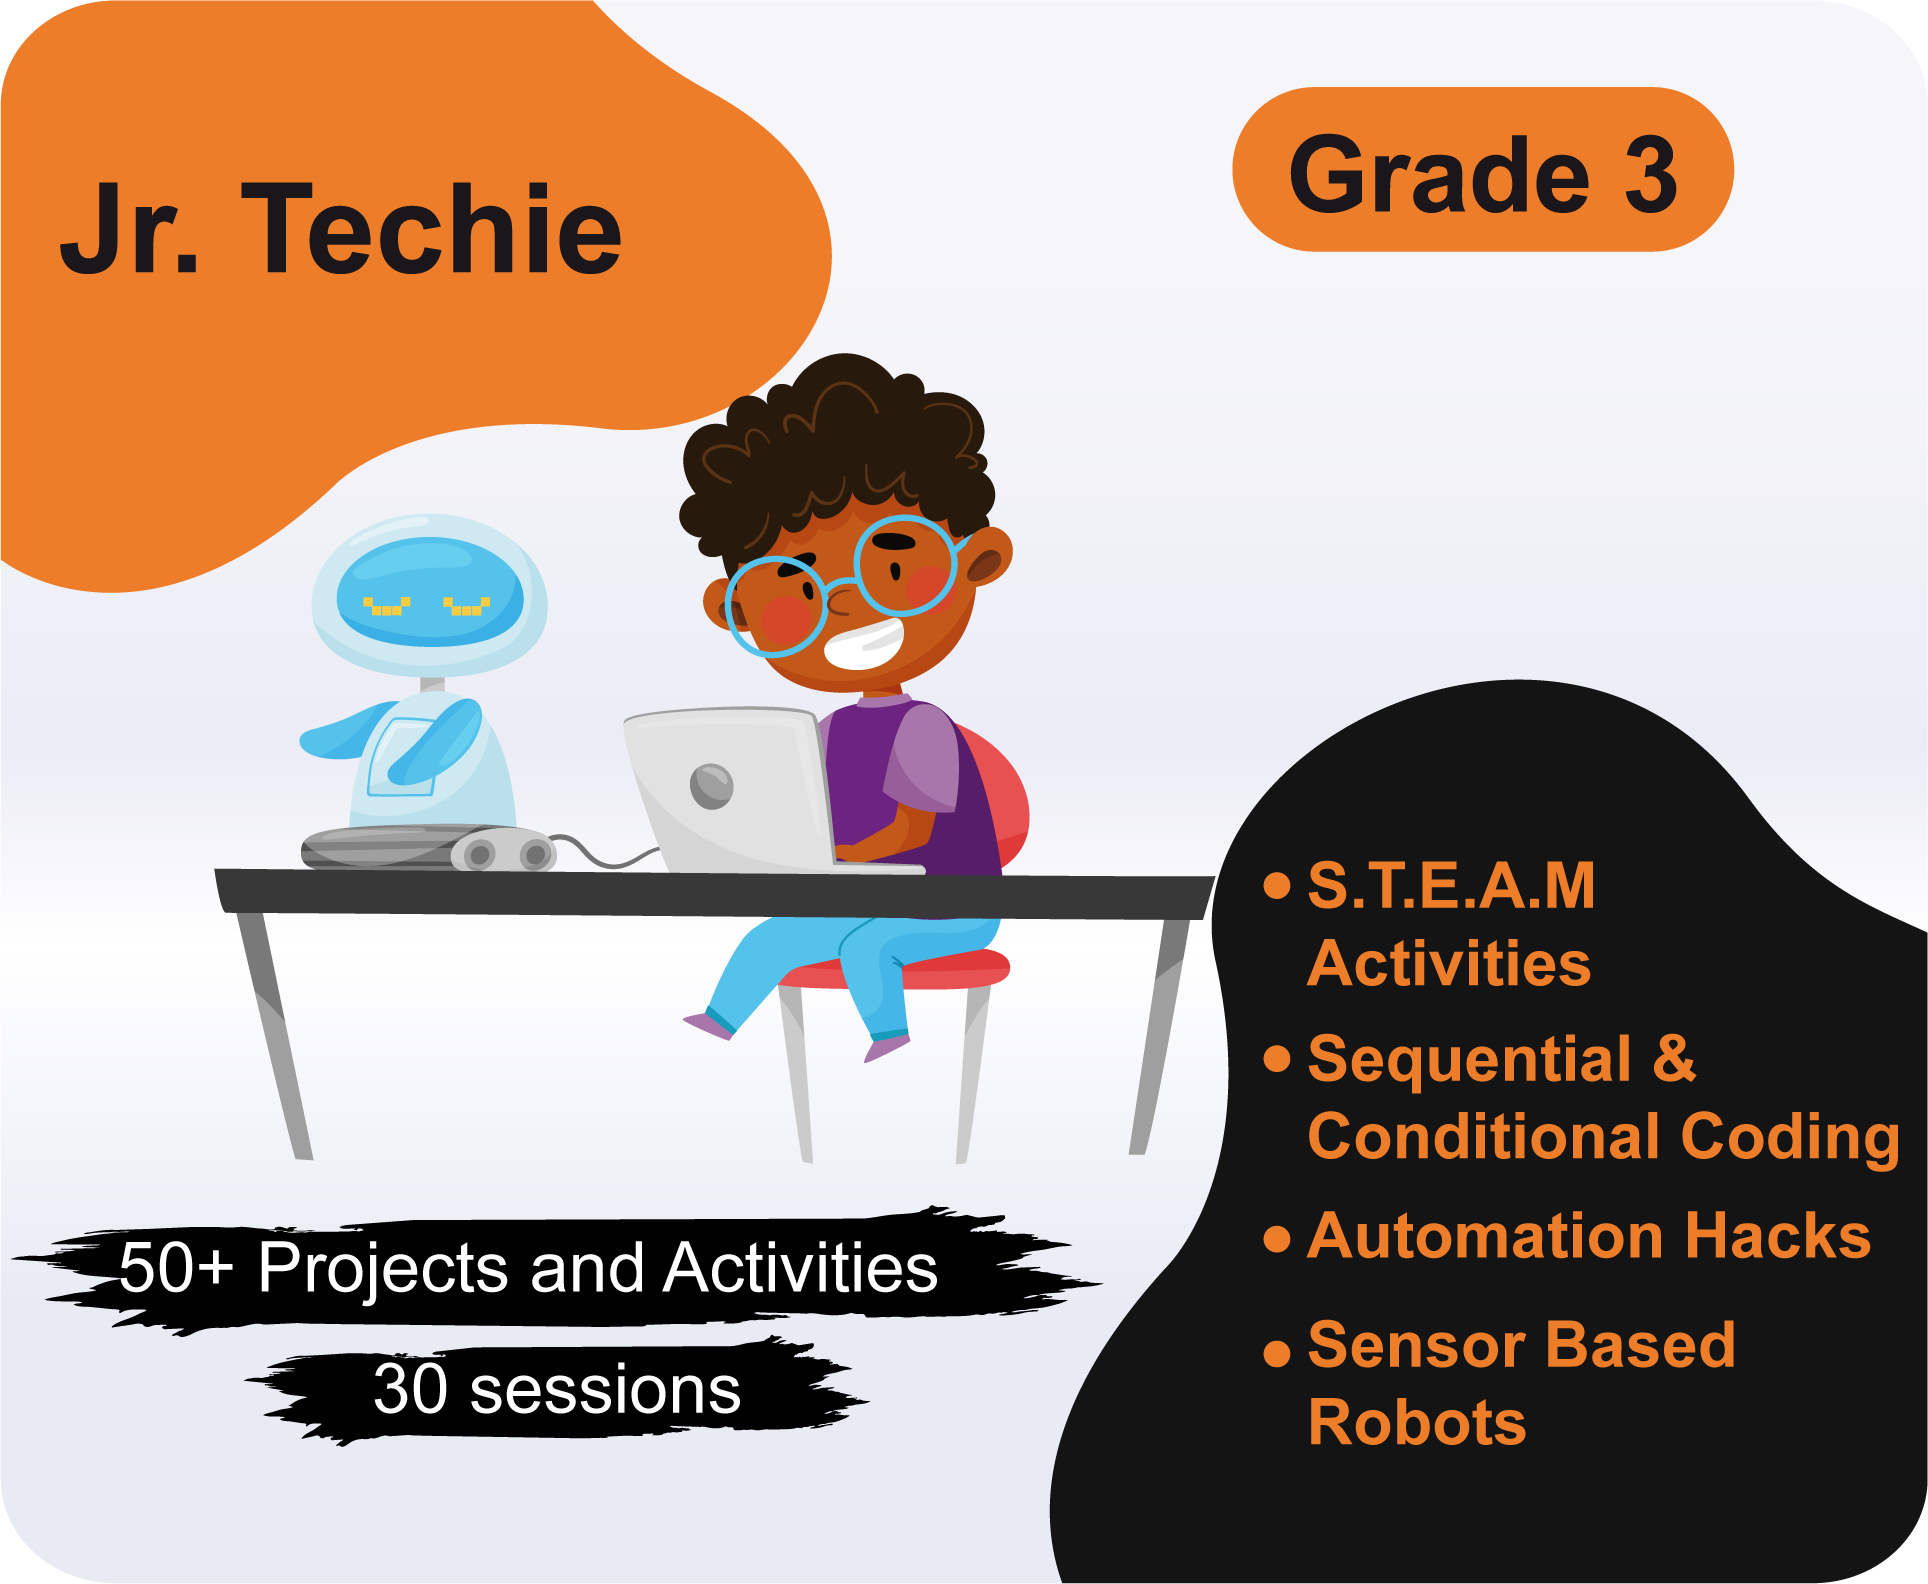 Jr. Techie
Grade 3
• S.T.E.A.M
Activities
• Sequential &
Conditional Coding
• Automation Hacks
• Sensor Based
Robots
50+ Projects and Activities
30 sessions